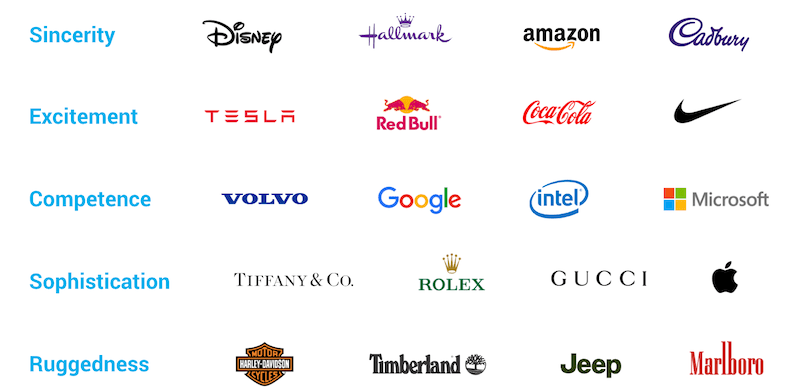 Sincerity Disney Hallmark amazon Cadbury
Excitement TESLA Red Bull Coca-Cola
Competence VOLVO Google intel Microsoft
Sophistication TIFFANY & CO. ROLEX GUCCI
Ruggedness MOTOR HARLEY-DAVIDSON CYCLES Timberland Jeep Marlboro